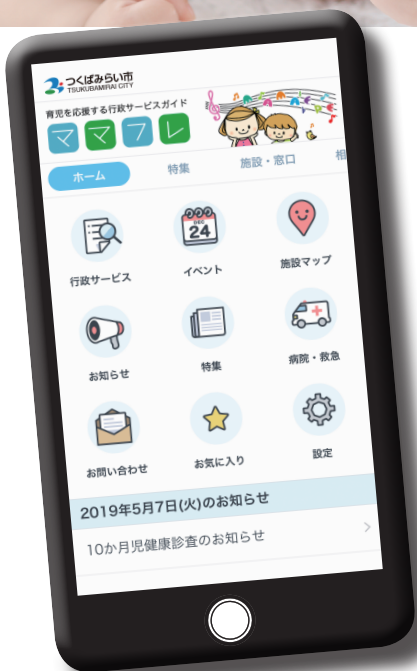 つくばみらい市
TSUKUBAMIRAI CITY
育児を応援する行政サービスガイド
ママフレ
ホーム 特集 施設・窓口 相
DEC
24
行政サービス イベント 施設マップ
お知らせ 特集 病院・救急
お問い合わせ お気に入り 設定
2019年5月7日(火)のお知らせ
10か月児健康診査のお知らせ